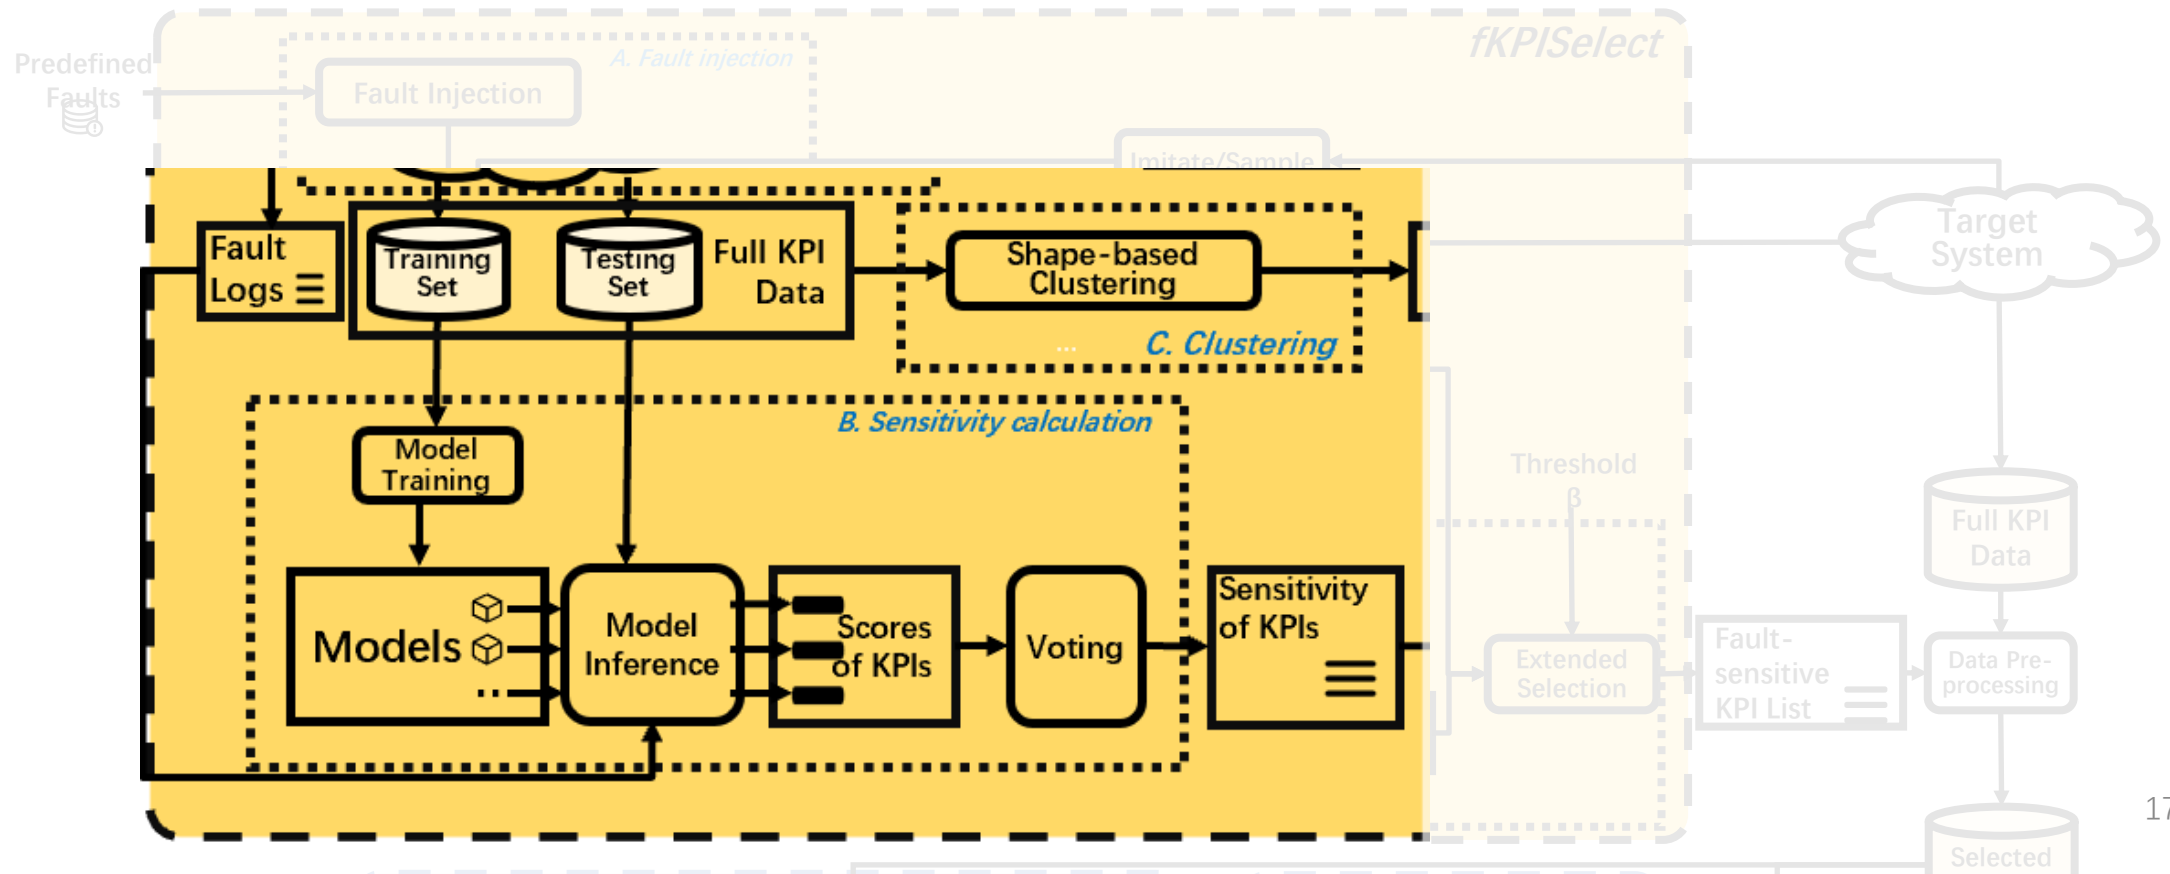 fKPISelect
Predefined
Faults
A. Fault injection
Fault Injection
Imitate/Sample
Target
System
Fault
Logs
Training
Set
Testing
Set
Full KPI
Data
Shape-based
Clustering
...
C. Clustering
B. Sensitivity calculation
Model
Training
Threshold
β
Full KPI
Data
Models
Model
Inference
Scores
of KPIs
Voting
Sensitivity
of KPIs
Extended
Selection
Fault-
sensitive
KPI List
Data Pre-
processing
17
Selected